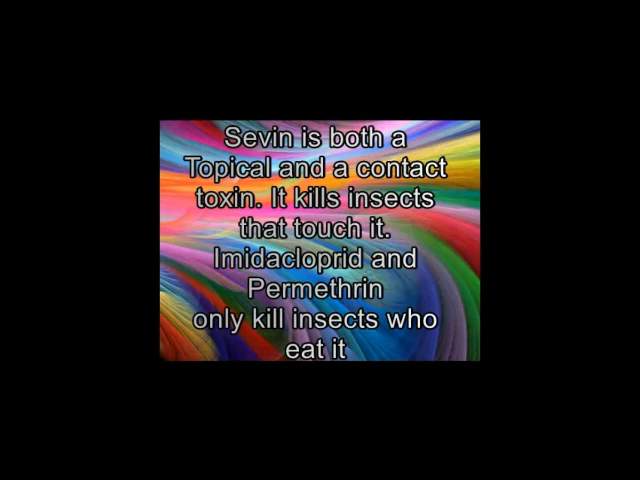 Sevin is both a
Topical and a contact
toxin. It kills insects
that touch it.
Imidacloprid and
Permethrin
only kill insects who
eat it